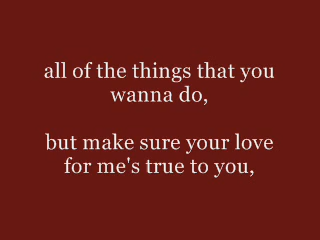 all of the things that you
wanna do,
but make sure your love
for me's true to you,